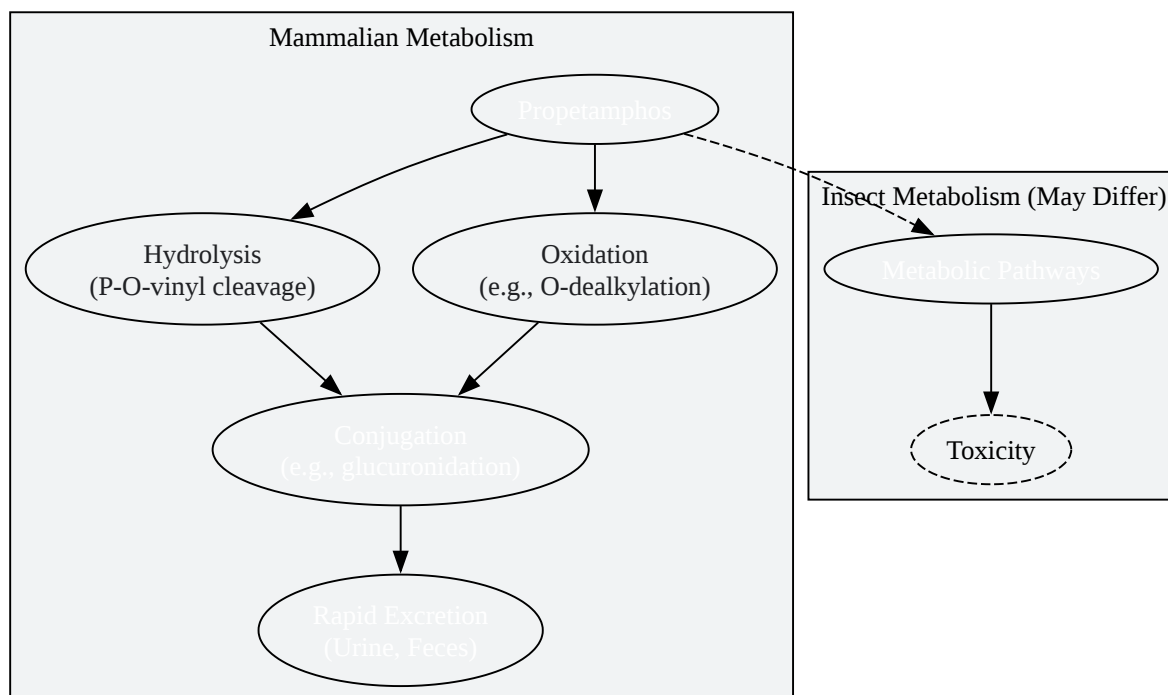 Mammalian Metabolism
Propetamphos
Hydrolysis
(P-O-vinyl cleavage)
Oxidation
(e.g., O-dealkylation)
Conjugation
(e.g., glucuronidation)
Rapid Excretion
(Urine, Feces)
Insect Metabolism (May Differ)
Metabolic Pathways
Toxicity